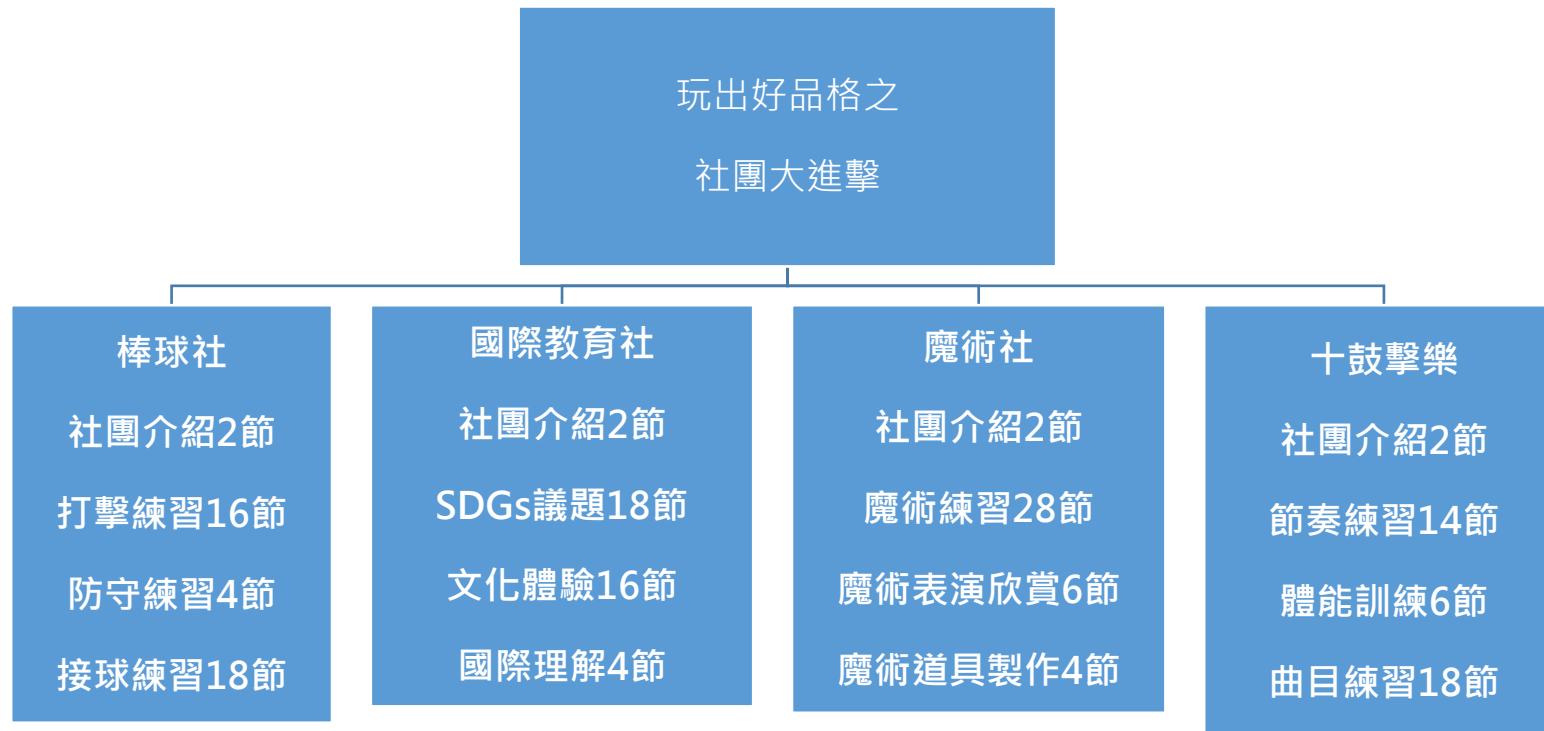 玩出好品格之
社團大進擊
棒球社
社團介紹2節
打擊練習16節
防守練習4節
接球練習18節
國際教育社
社團介紹2節
SDGs議題18節
文化體驗16節
國際理解4節
魔術社
社團介紹2節
魔術練習28節
魔術表演欣賞6節
魔術道具製作4節
十鼓擊樂
社團介紹2節
節奏練習14節
體能訓練6節
曲目練習18節